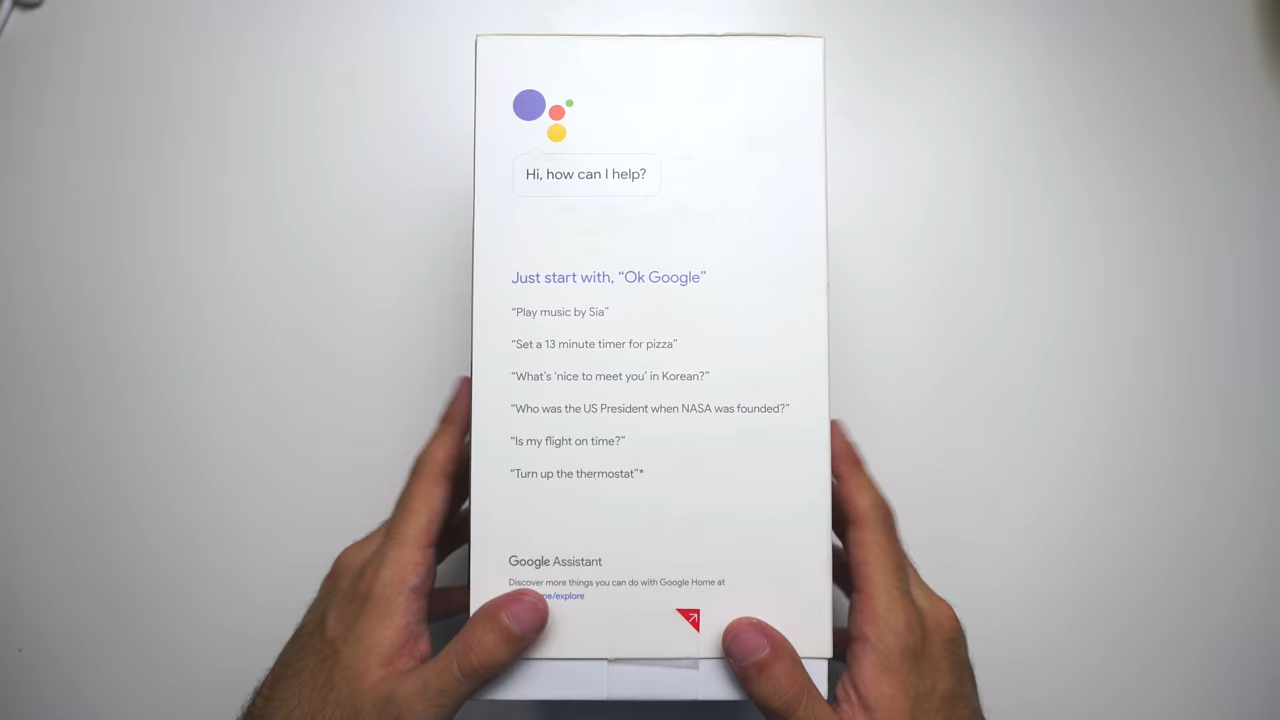 Hi, how can I help?
Just start with, “Ok Google”
“Play music by Sia”
“Set a 13 minute timer for pizza”
“What’s ‘nice to meet you’ in Korean?”
“Who was the US President when NASA was founded?”
“Is my flight on time?”
“Turn up the thermostat”*
Google Assistant
Discover more things you can do with Google Home at
/explore